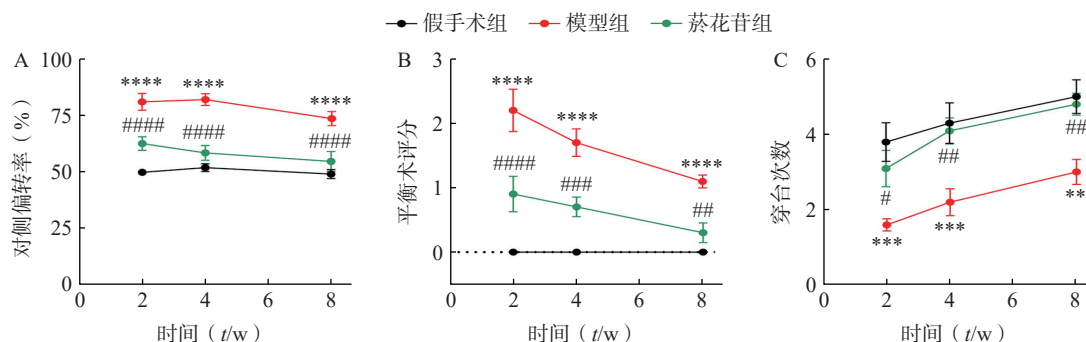 假手术组 模型组 菸花苷组
A
100
75
50
25
0
0 2 4 6 8
对侧偏转率（%）
时间（t/w）
**** **** ****
#### #### ####
B
3
2
1
0
0 2 4 6 8
平衡术评分
时间（t/w）
**** **** ****
#### ### ##
C
6
4
2
0
0 2 4 6 8
穿台次数
时间（t/w）
# ## ##
*** *** **